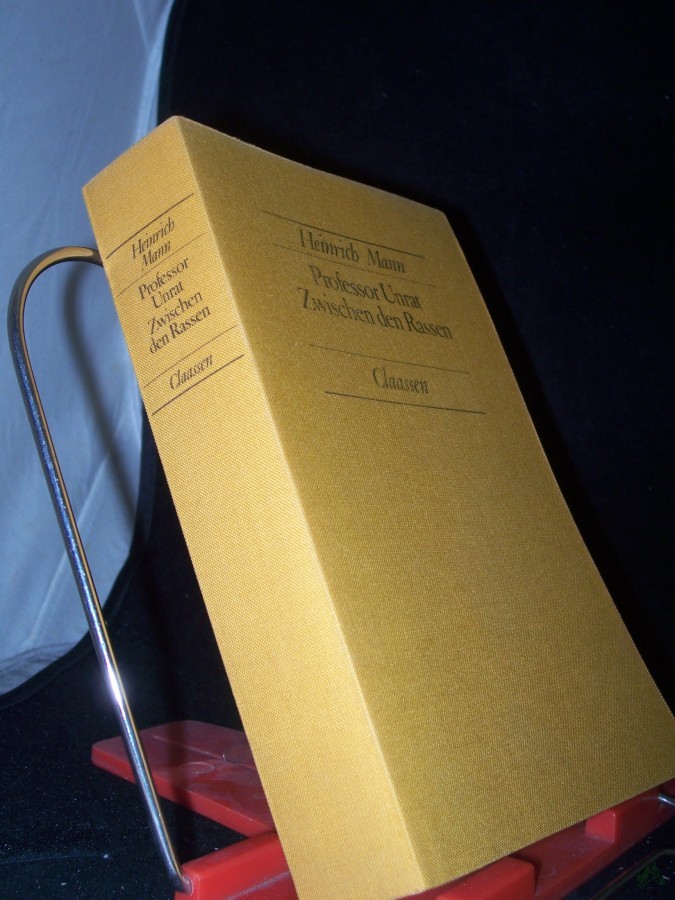 Heinrich
Mann
Professor
Unrat
Zwischen
den Rassen
Claassen
Heinrich Mann
Professor Unrat
Zwischen den Rassen
Claassen